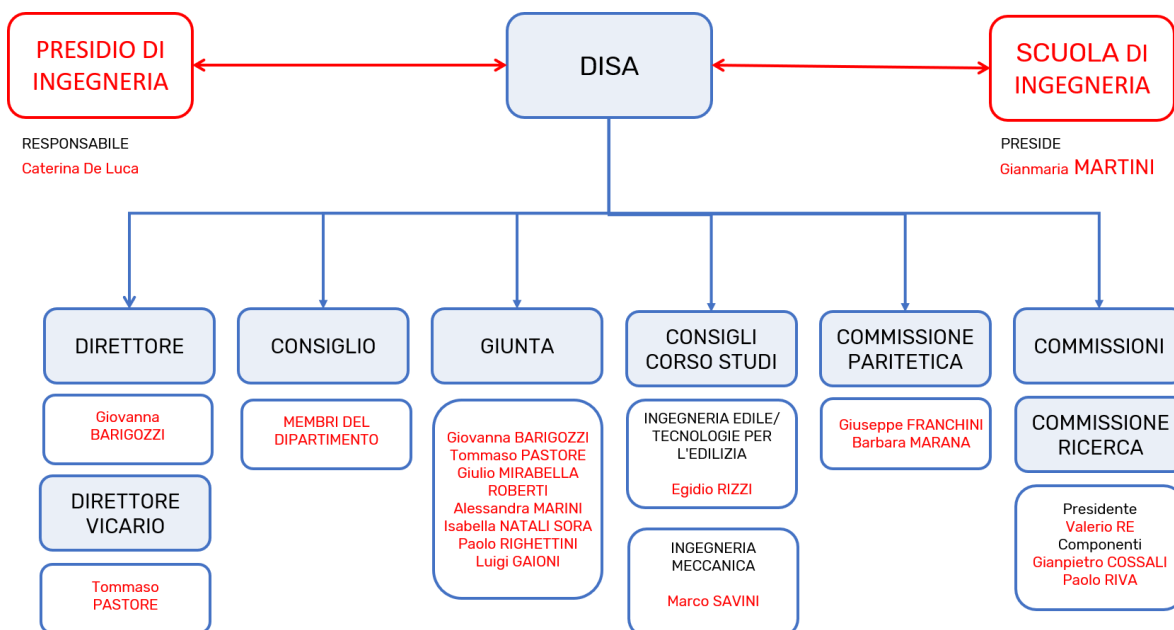 PRESIDIO DI
INGEGNERIA
DISA
SCUOLA DI
INGEGNERIA
RESPONSABILE
Caterina De Luca
PRESIDE
Gianmaria MARTINI
DIRETTORE
Giovanna
BARIGOZZI
DIRETTORE
VICARIO
Tommaso
PASTORE
CONSIGLIO
MEMBRI DEL
DIPARTIMENTO
GIUNTA
Giovanna BARIGOZZI
Tommaso PASTORE
Giulio MIRABELLA
ROBERTI
Alessandra MARINI
Isabella NATALI SORA
Paolo RIGHETTINI
Luigi GAIONI
CONSIGLI
CORSO STUDI
INGEGNERIA EDILE/
TECNOLOGIE PER
L'EDILIZIA
Egidio RIZZI
INGEGNERIA
MECCANICA
Marco SAVINI
COMMISSIONE
PARITETICA
Giuseppe FRANCHINI
Barbara MARANA
COMMISSIONI
COMMISSIONE
RICERCA
Presidente
Valerio RE
Componenti
Gianpietro COSSALI
Paolo RIVA